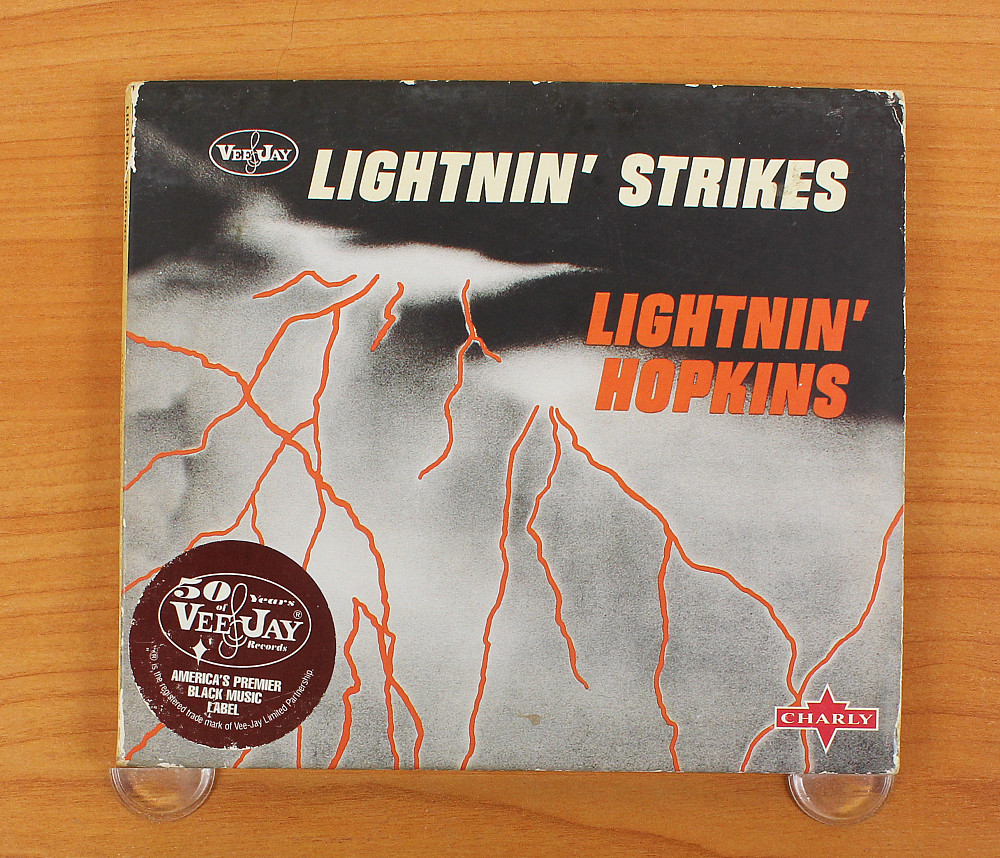 VEE JAY
LIGHTNIN' STRIKES
LIGHTNIN'
HOPKINS
50 Years
of
VEE JAY ®
Records
AMERICA'S PREMIER
BLACK MUSIC
LABEL
"®" is the registered trade mark of Vee-Jay Limited Partnership.
CHARLY